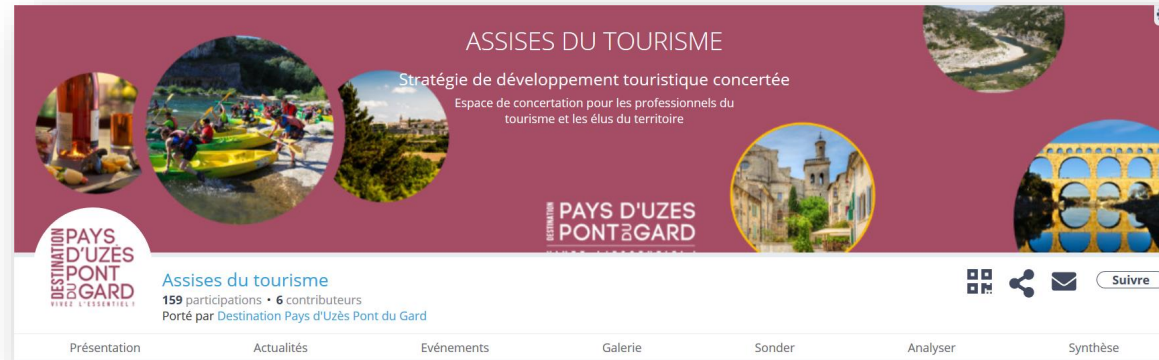 ASSISES DU TOURISME
Stratégie de développement touristique concertée
Espace de concertation pour les professionnels du
tourisme et les élus du territoire
DESTINATION
PAYS D'UZES
PONT DU GARD
DESTINATION
PAYS
D'UZÈS
PONT
DU GARD
VIVEZ L'ESSENTIEL !
Assises du tourisme
159 participations • 6 contributeurs
Porté par Destination Pays d'Uzès Pont du Gard
Suivre
Présentation
Actualités
Evénements
Galerie
Sonder
Analyser
Synthèse